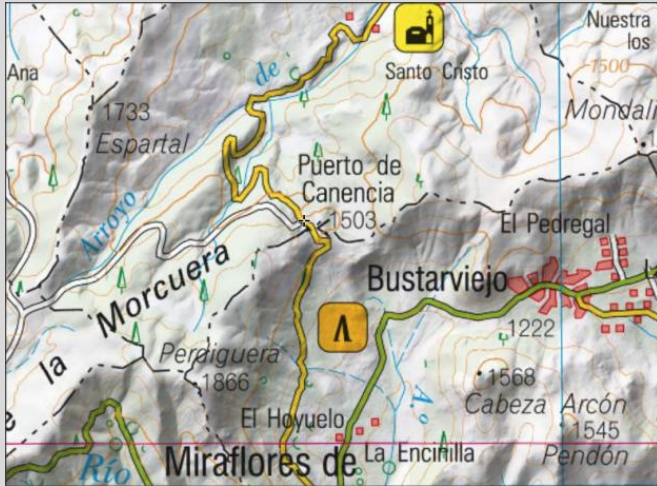 Nuestra
los
Santo Cristo
1500
Ana
de
1733
Espartal
Mondali
Puerto de
Canencia
1503
El Pedregal
Arroyo
Bustarviejo
la Morcuera
1222
Perdiguera
1866
1568
Cabeza Arcón
El Hoyuelo
A.o
1545
Miraflores de
La Encinilla
Pendón
Río